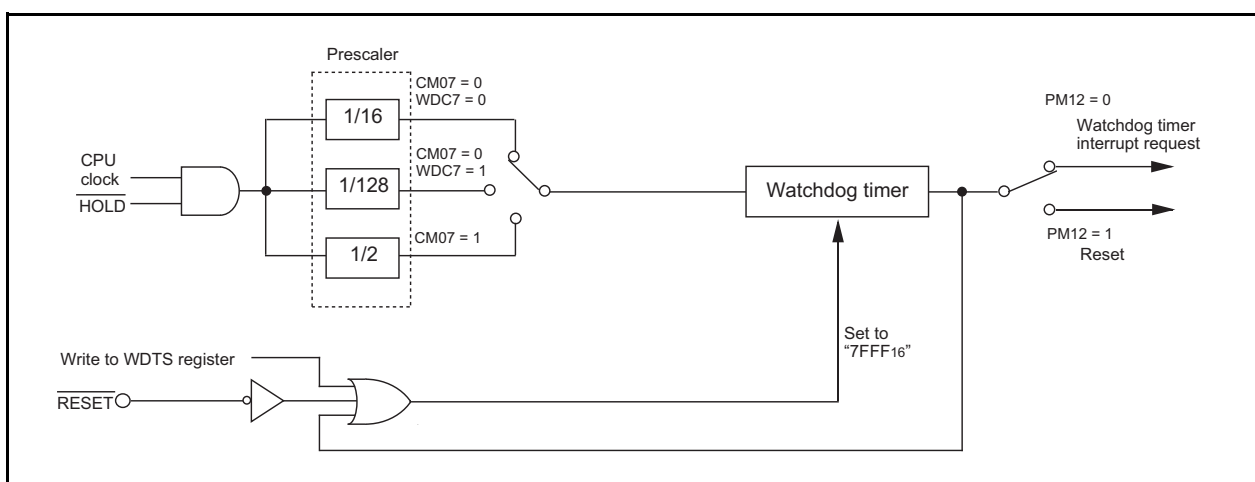 Prescaler
CM07 = 0
WDC7 = 0
1/16
PM12 = 0
Watchdog timer
interrupt request
CPU
clock
HOLD
CM07 = 0
WDC7 = 1
1/128
Watchdog timer
CM07 = 1
1/2
PM12 = 1
Reset
Set to
“7FFF16”
Write to WDTS register
RESET